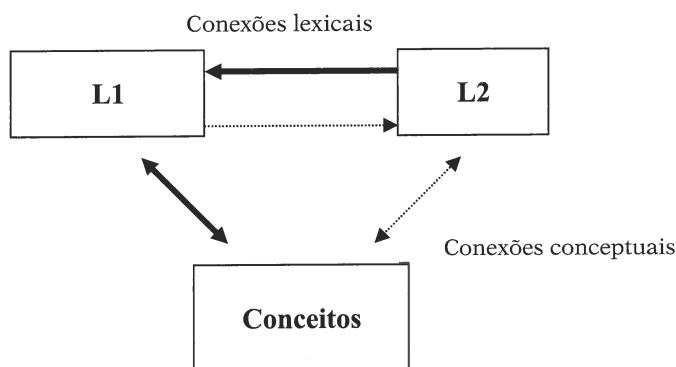 Conexões lexicais
L1
L2
Conexões conceptuais
Conceitos